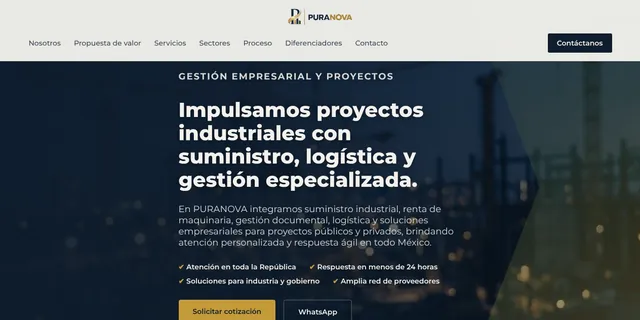 PURANOVA
Nosotros Propuesta de valor Servicios Sectores Proceso Diferenciadores Contacto Contáctanos
GESTIÓN EMPRESARIAL Y PROYECTOS
Impulsamos proyectos
industriales con
suministro, logística y
gestión especializada.
En PURANOVA integramos suministro industrial, renta de
maquinaria, gestión documental, logística y soluciones
empresariales para proyectos públicos y privados, brindando
atención personalizada y respuesta ágil en todo México.
✔ Atención en toda la República ✔ Respuesta en menos de 24 horas
✔ Soluciones para industria y gobierno ✔ Amplia red de proveedores
Solicitar cotización WhatsApp